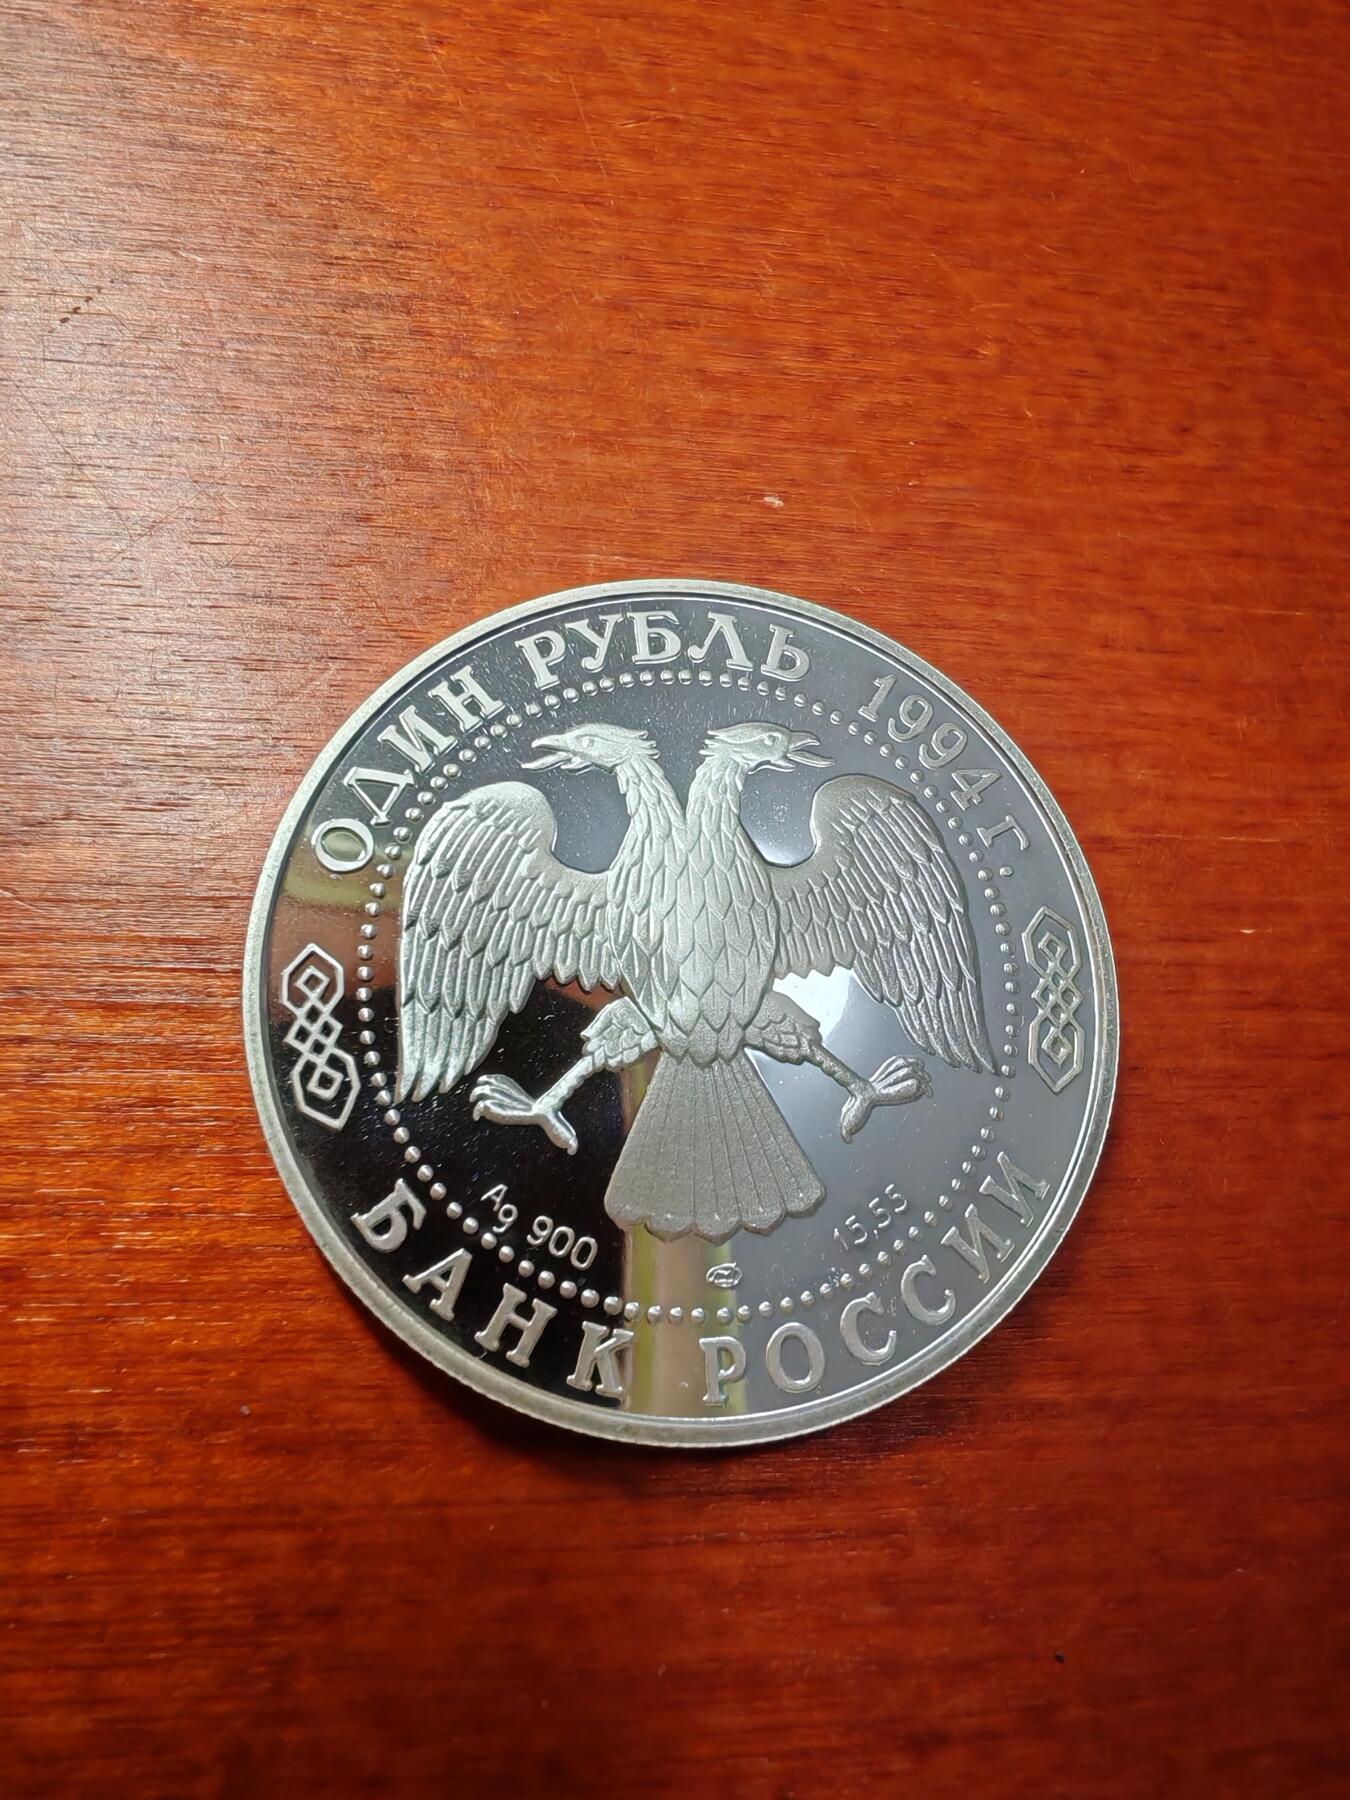 ОДИН РУБЛЬ 1994 г.
Ag 900
15,55
БАНК РОССИИ